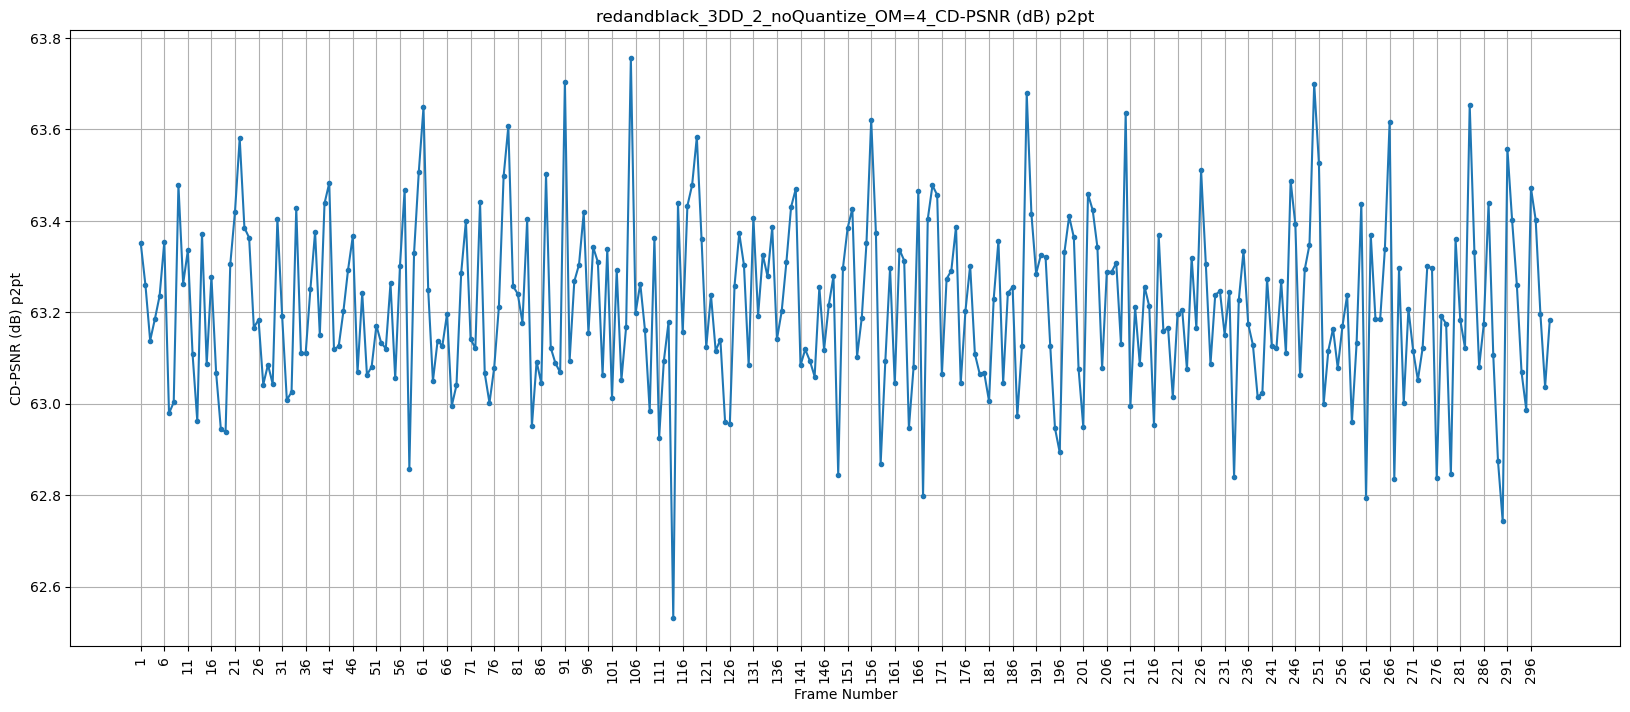 redandblack_3DD_2_noQuantize_OM=4_CD-PSNR (dB) p2pt
CD-PSNR (dB) p2pt
63.8
63.6
63.4
63.2
63.0
62.8
62.6
1 6 11 16 21 26 31 36 41 46 51 56 61 66 71 76 81 86 91 96 101 106 111 116 121 126 131 136 141 146 151 156 161 166 171 176 181 186 191 196 201 206 211 216 221 226 231 236 241 246 251 256 261 266 271 276 281 286 291 296
Frame Number